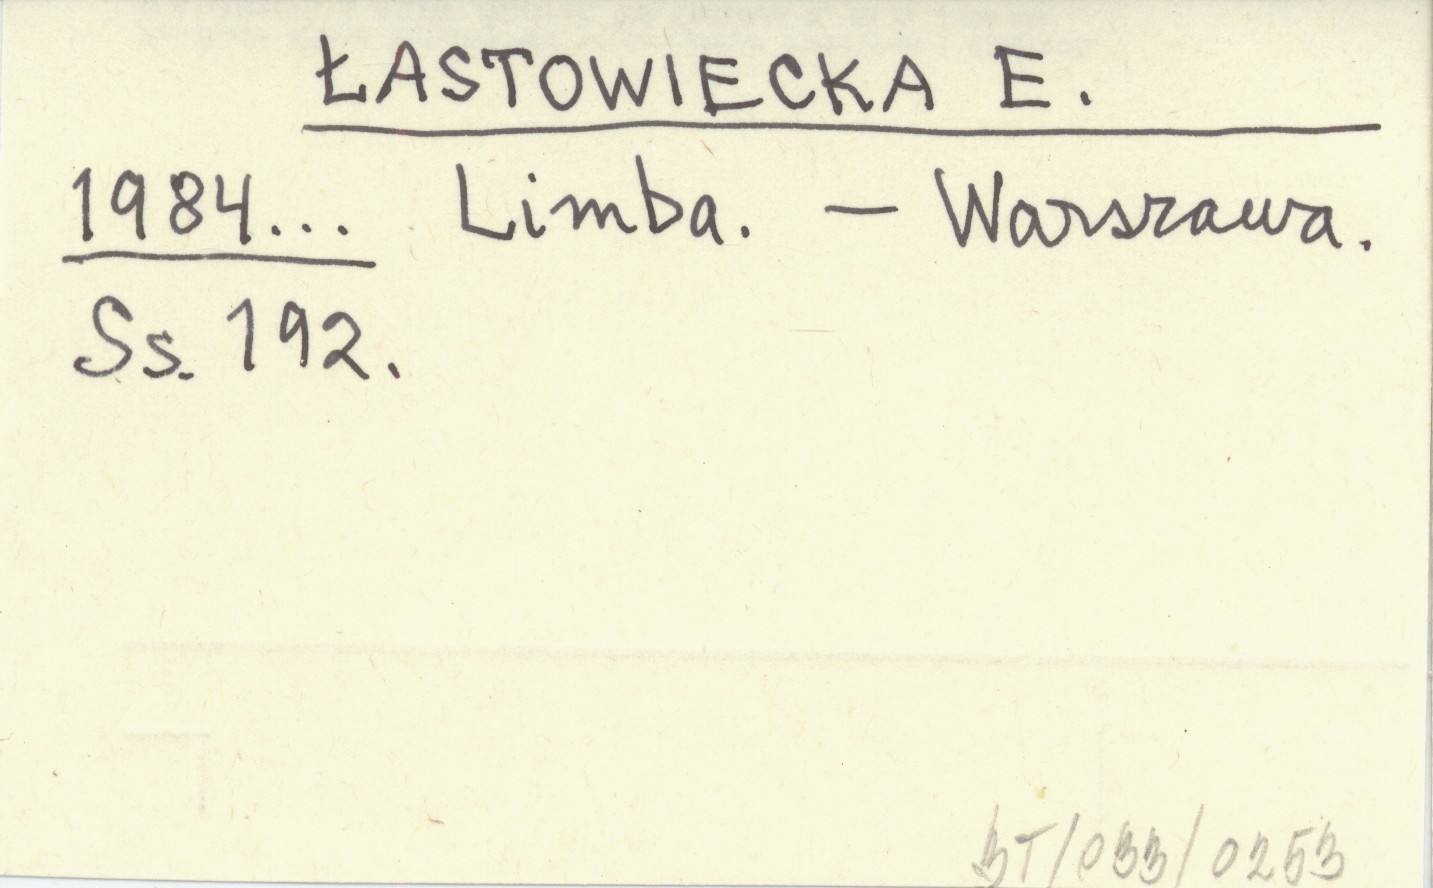 ŁASTOWIECKA E.
1984... Limba. – Warszawa.
Ss. 192.
BT/033/0253